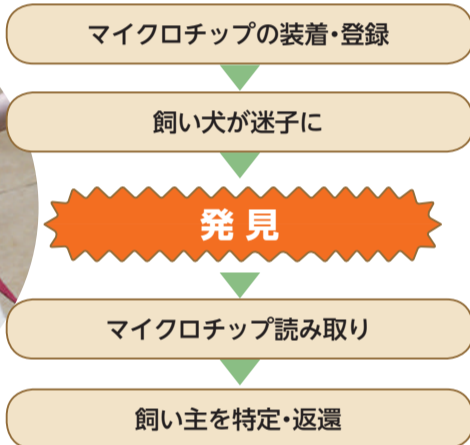 マイクロチップの装着・登録
飼い犬が迷子に
発見
マイクロチップ読み取り
飼い主を特定・返還